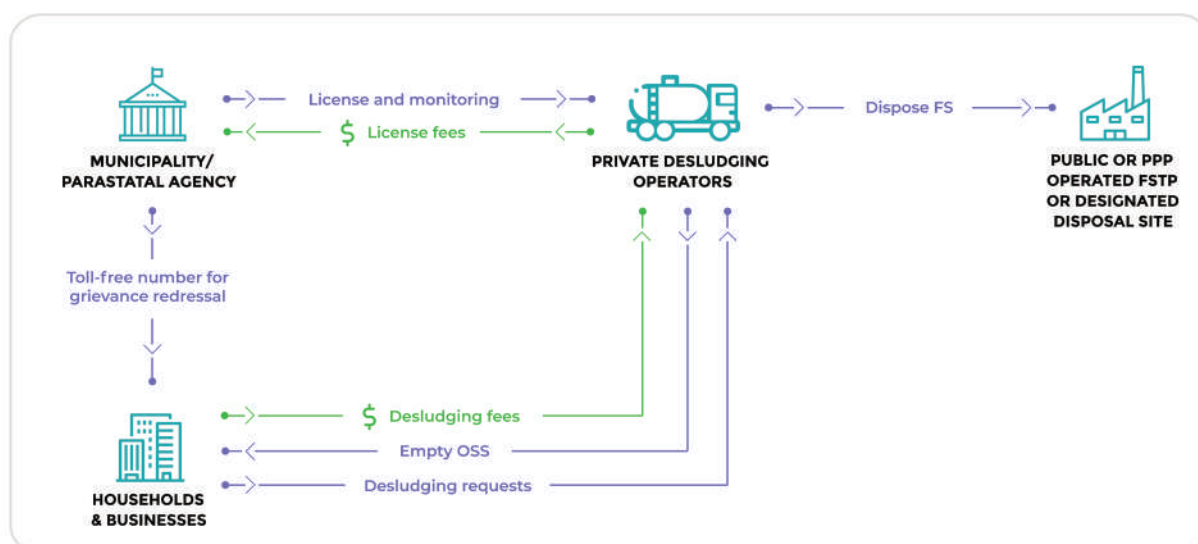 License and monitoring
$ License fees
Dispose FS
MUNICIPALITY/
PARASTATAL AGENCY
PRIVATE DESLUDGING
OPERATORS
PUBLIC OR PPP
OPERATED FSTP
OR DESIGNATED
DISPOSAL SITE
Toll-free number for
grievance redressal
$ Desludging fees
Empty OSS
Desludging requests
HOUSEHOLDS
& BUSINESSES